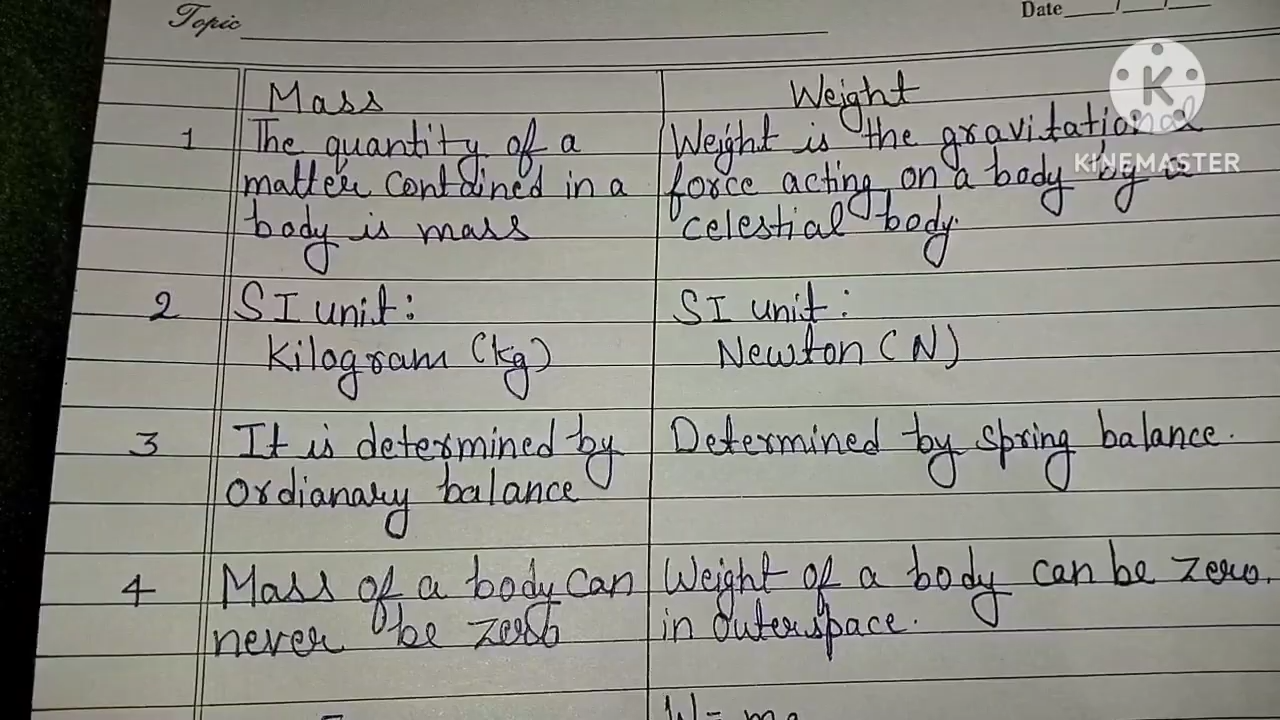 Topic
Date
Mass
Weight
1
The quantity of a
matter contained in a
body is mass
Weight is the gravitational
force acting on a body by a
celestial body.
KINEMASTER
2
SI unit:
Kilogram (kg)
SI unit:
Newton (N)
3
It is determined by
ordianary balance
Determined by spring balance.
4
Mass of a body can
never be zero
Weight of a body can be zero.
in outerspace.
W = mg